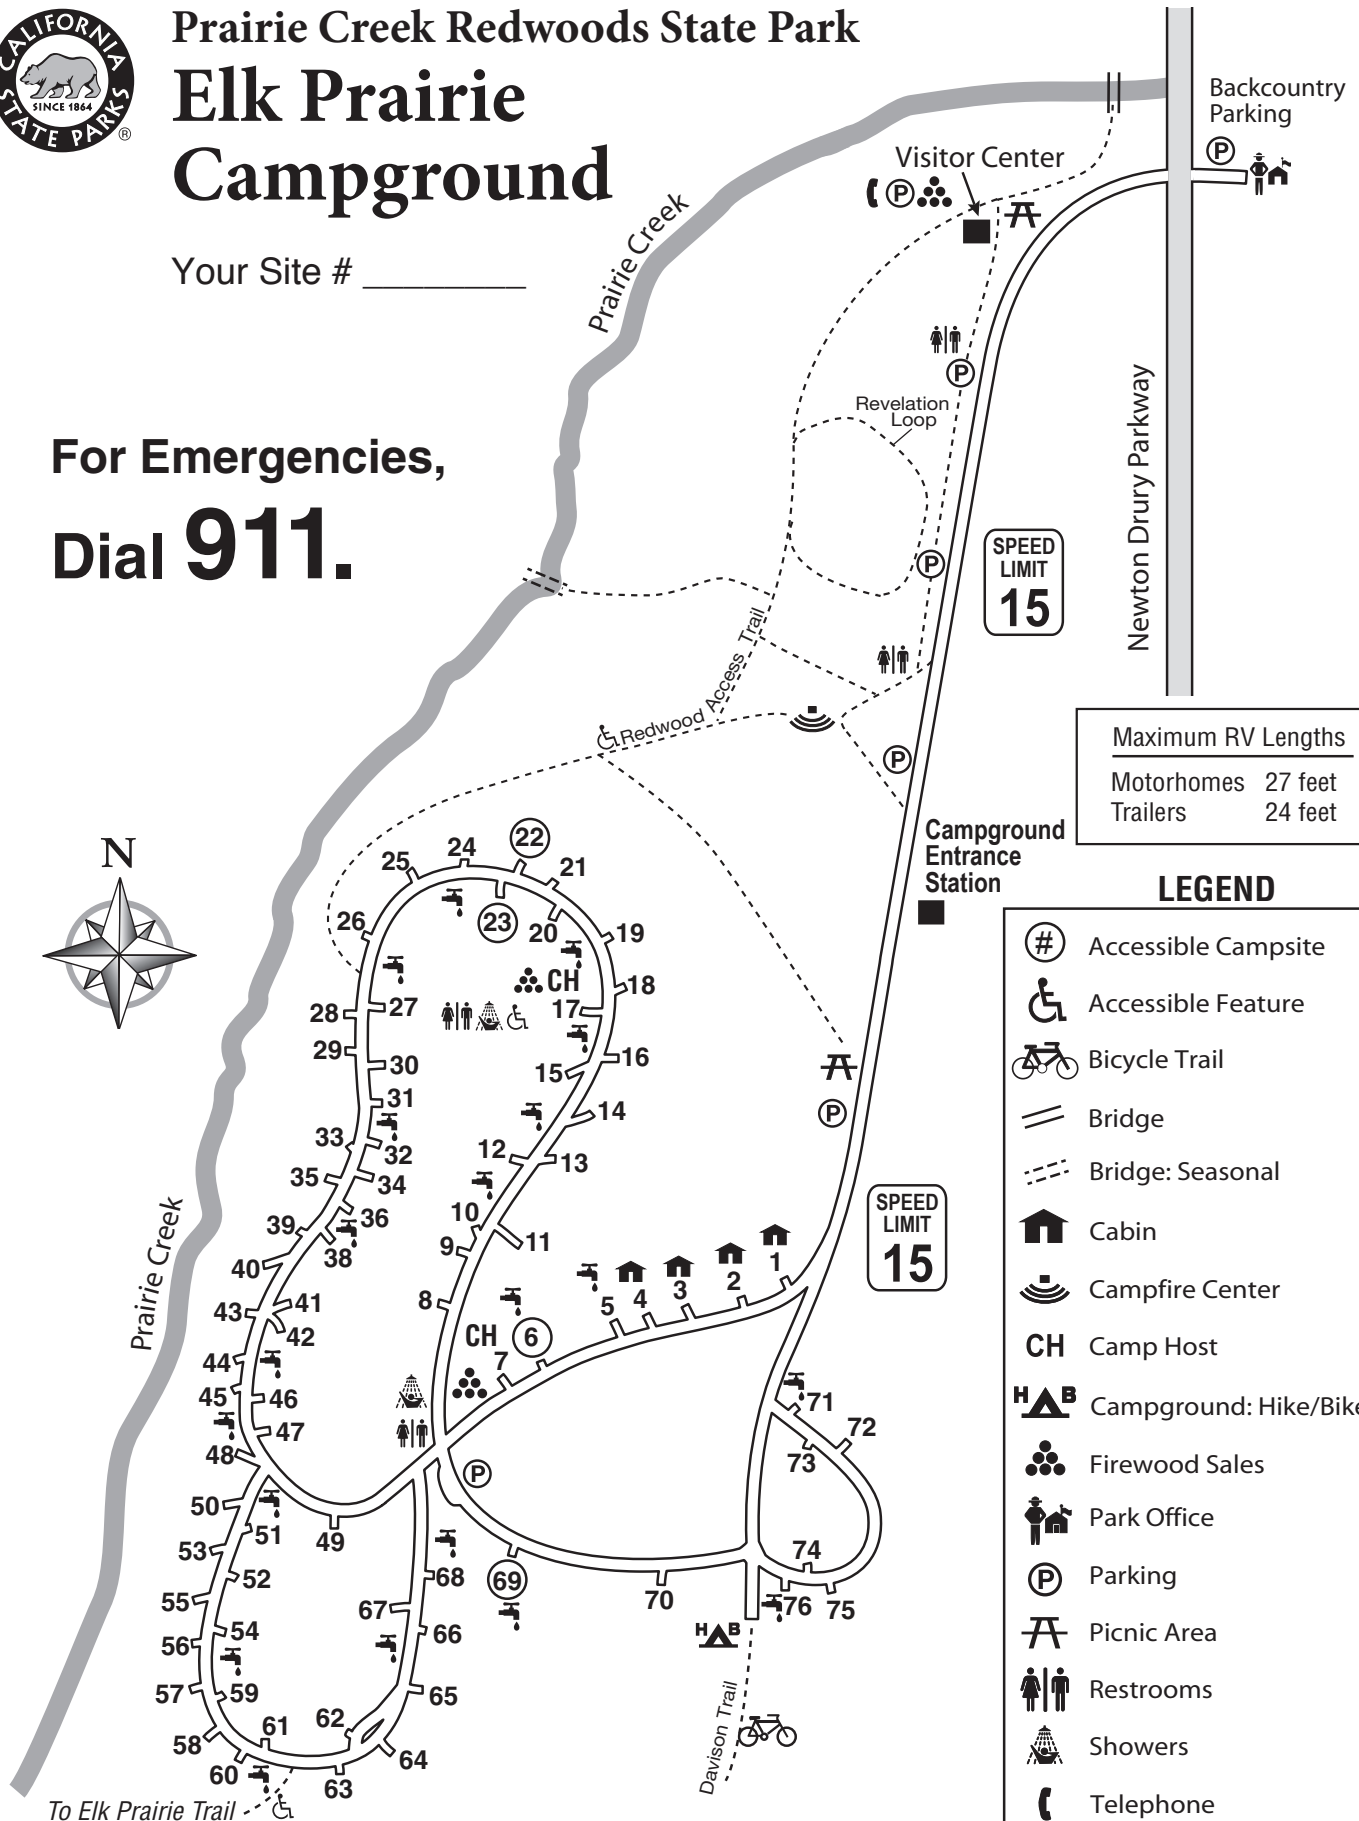 CALIFORNIA
STATE PARKS
SINCE 1864
®
Prairie Creek Redwoods State Park
Elk Prairie
Campground
Your Site # ________
For Emergencies,
Dial 911.
Backcountry
Parking
P
Visitor Center
P
Prairie Creek
P
Revelation
Loop
Newton Drury Parkway
P
SPEED
LIMIT
15
Redwood Access Trail
P
Maximum RV Lengths
Motorhomes 27 feet
Trailers 24 feet
Campground
Entrance
Station
N
22
24
25
21
23
20
26
19
CH
18
17
27
28
29
30
16
15
31
14
33
32
12
13
35
34
36
10
39
38
11
9
40
41
43
42
8
44
45
46
47
48
P
SPEED
LIMIT
15
1
2
3
4
5
CH
6
7
P
Prairie Creek
50
51
49
53
52
55
54
56
57
59
58
61
60
62
63
64
65
66
67
68
69
70
71
72
73
74
75
76
H B
Davison Trail
To Elk Prairie Trail
LEGEND
# Accessible Campsite
Accessible Feature
Bicycle Trail
Bridge
Bridge: Seasonal
Cabin
Campfire Center
CH Camp Host
H B Campground: Hike/Bike
Firewood Sales
Park Office
P Parking
Picnic Area
Restrooms
Showers
Telephone